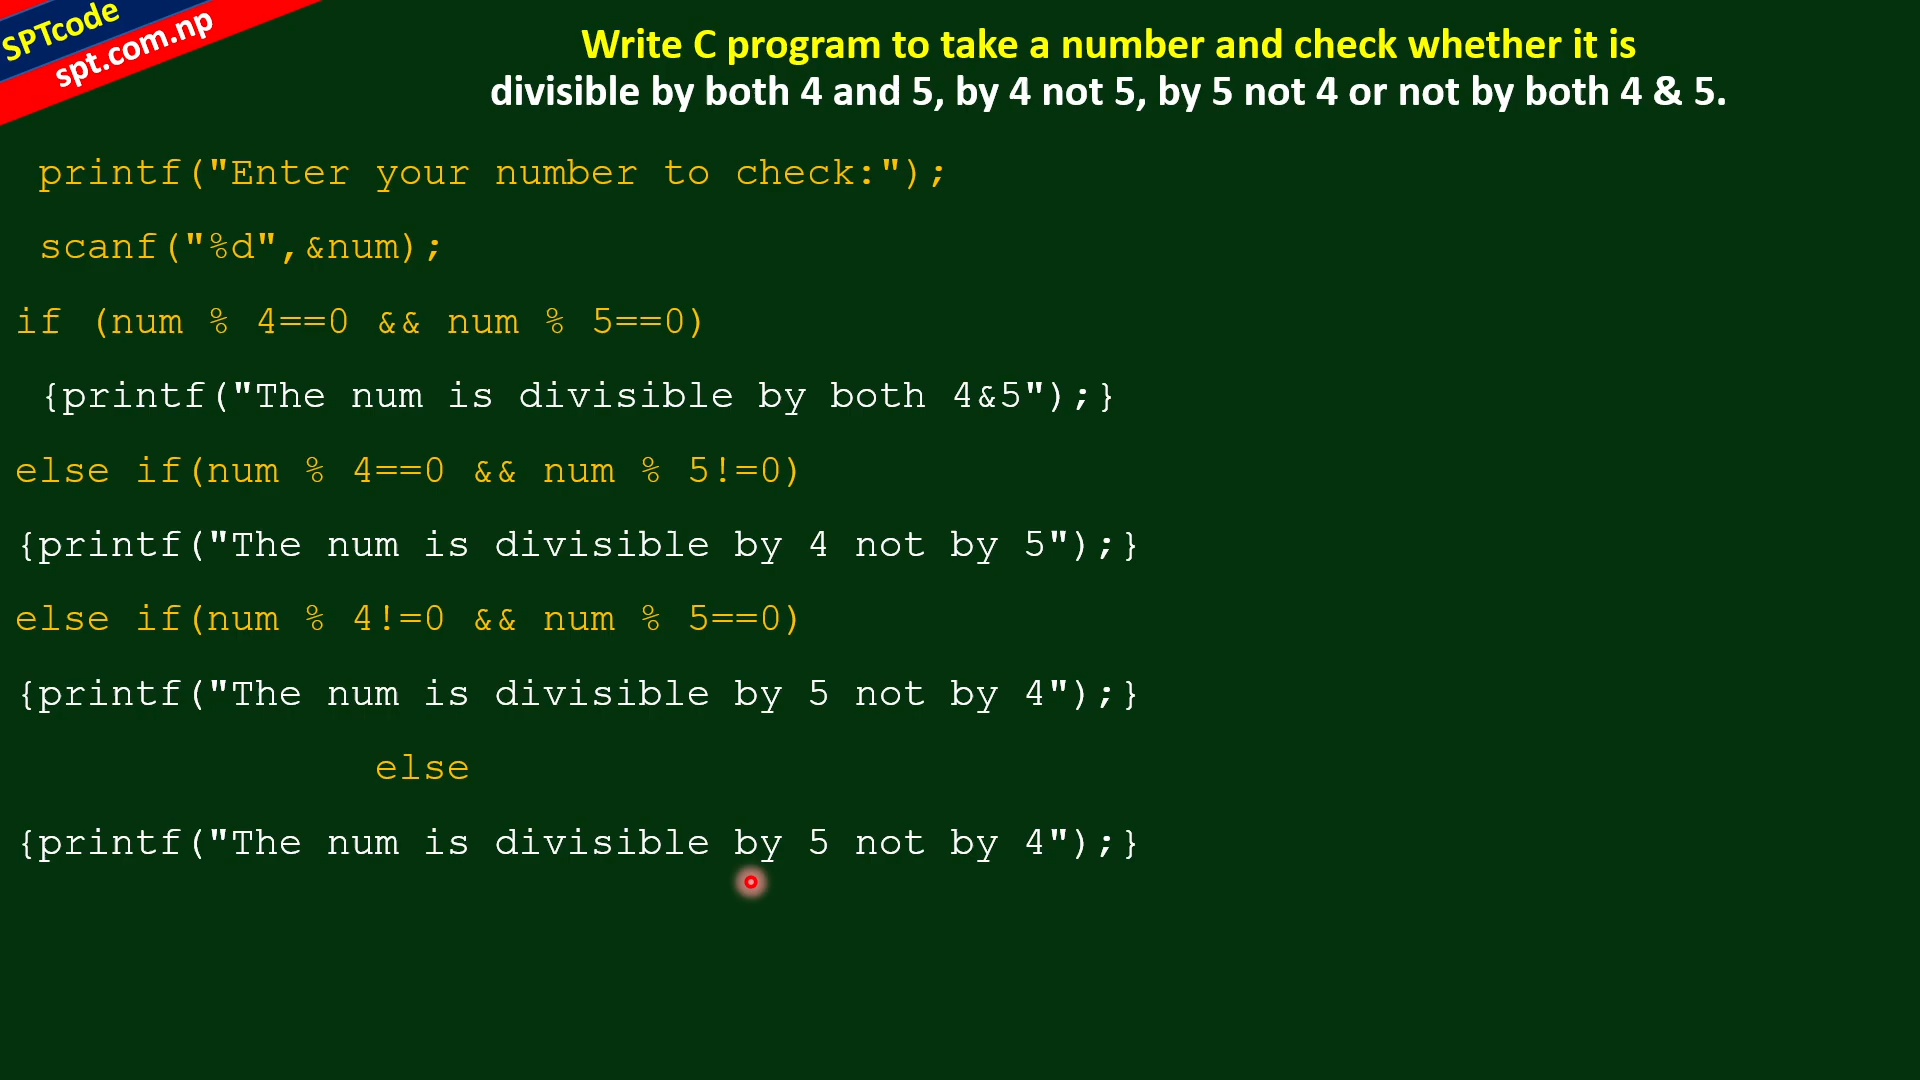 SPTcode
spt.com.np
Write C program to take a number and check whether it is
divisible by both 4 and 5, by 4 not 5, by 5 not 4 or not by both 4 & 5.
printf("Enter your number to check:");
scanf("%d",&num);
if (num % 4==0 && num % 5==0)
{printf("The num is divisible by both 4&5");}
else if(num % 4==0 && num % 5!=0)
{printf("The num is divisible by 4 not by 5");}
else if(num % 4!=0 && num % 5==0)
{printf("The num is divisible by 5 not by 4");}
else
{printf("The num is divisible by 5 not by 4");}